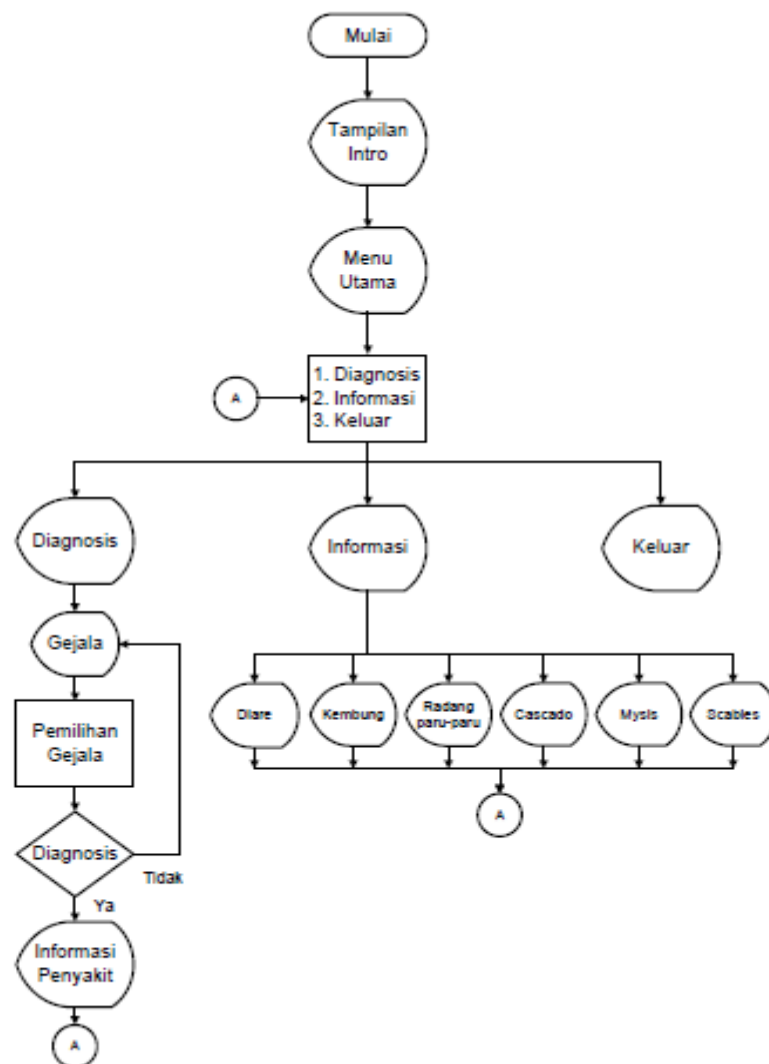 Mulai
Tampilan
Intro
Menu
Utama
A
1. Diagnosis
2. Informasi
3. Keluar
Diagnosis
Informasi
Keluar
Gejala
Pemilihan
Gejala
Diagnosis
Tidak
Ya
Informasi
Penyakit
A
Diare
Kembung
Radang
paru-paru
Cascado
Mysis
Scabies
A